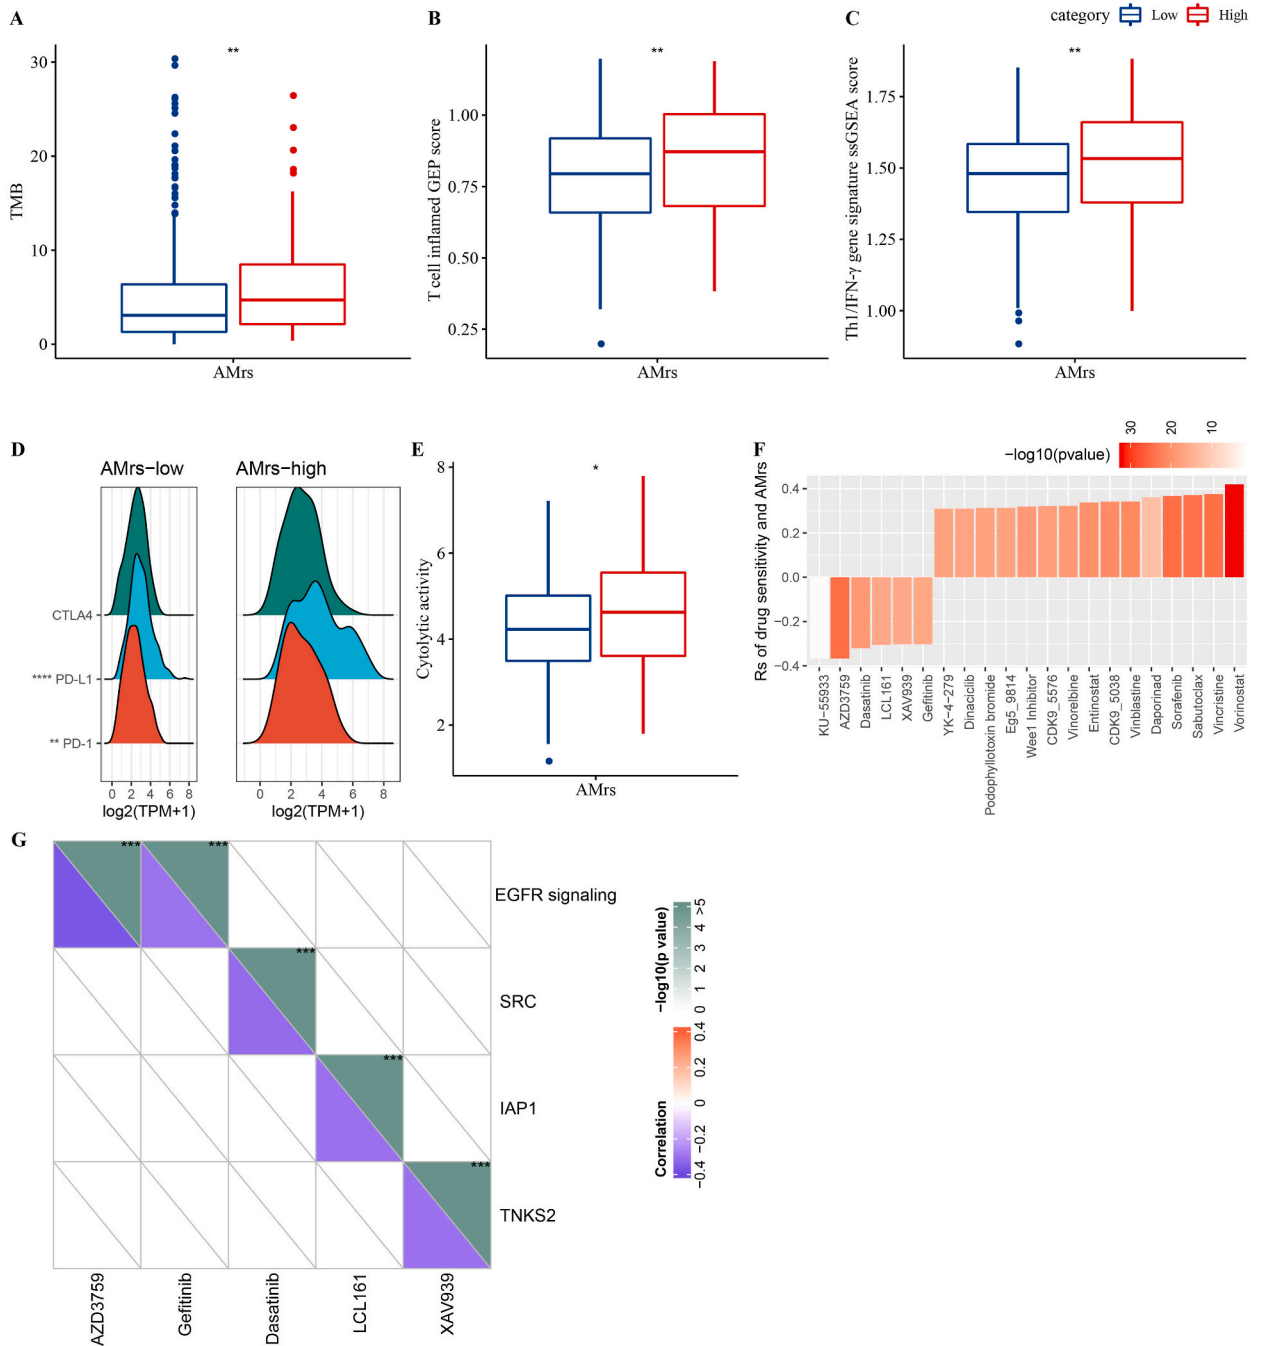 A
B
C
category Low High
TMB
30
20
10
0
**
AMrs
T cell inflamed GEP score
1.00
0.75
0.50
0.25
**
AMrs
Th1/IFN-γ gene signature ssGSEA score
1.75
1.50
1.25
1.00
**
AMrs
D
AMrs-low
AMrs-high
CTLA4
**** PD-L1
** PD-1
0 2 4 6 8
0 2 4 6 8
log2(TPM+1)
log2(TPM+1)
E
Cytolytic activity
8
6
4
2
*
AMrs
F
-log10(pvalue)
30 20 10
Rs of drug sensitivity and AMrs
0.4
0.2
0.0
-0.2
-0.4
KU-55933
AZD3759
Dasatinib
LCL161
XAV939
Gefitinib
YK-4-279
Dinaciclib
Podophyllotoxin bromide
Eg5_9814
Wee1 Inhibitor
CDK9_5576
Vinorelbine
Entinostat
CDK9_5038
Vinblastine
Daporinad
Sorafenib
Sabutoclax
Vincristine
Vorinostat
G
*** ***
EGFR signaling
***
SRC
***
IAP1
***
TNKS2
AZD3759
Gefitinib
Dasatinib
LCL161
XAV939
-log10(p value)
0 1 2 3 4 >5
Correlation
-0.4 -0.2 0 0.2 0.4